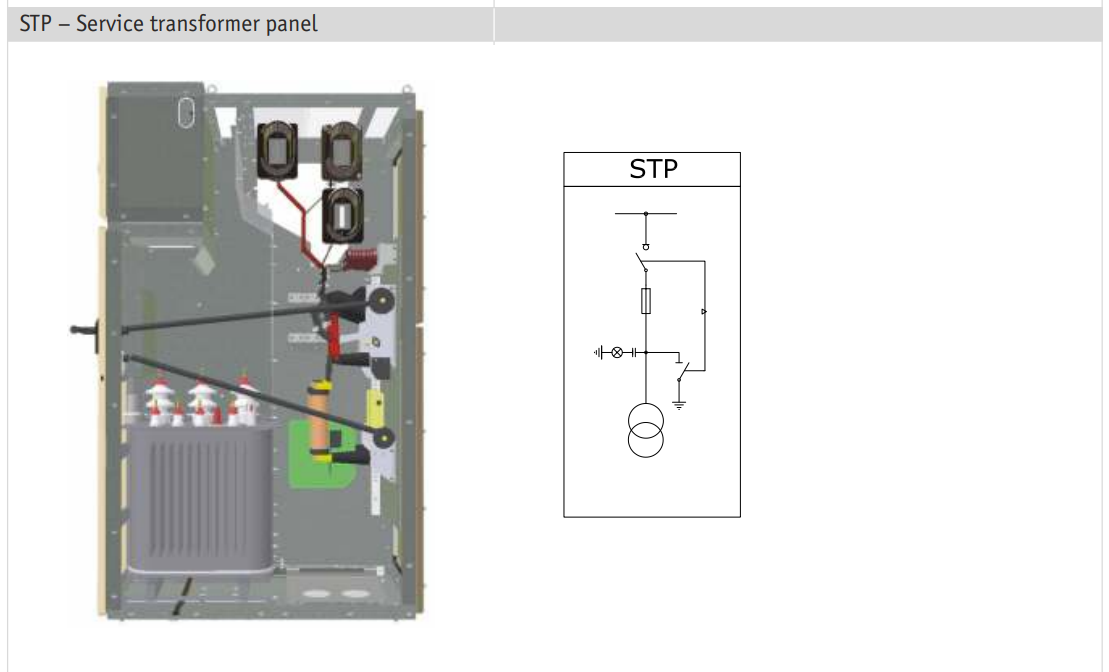 STP – Service transformer panel
STP